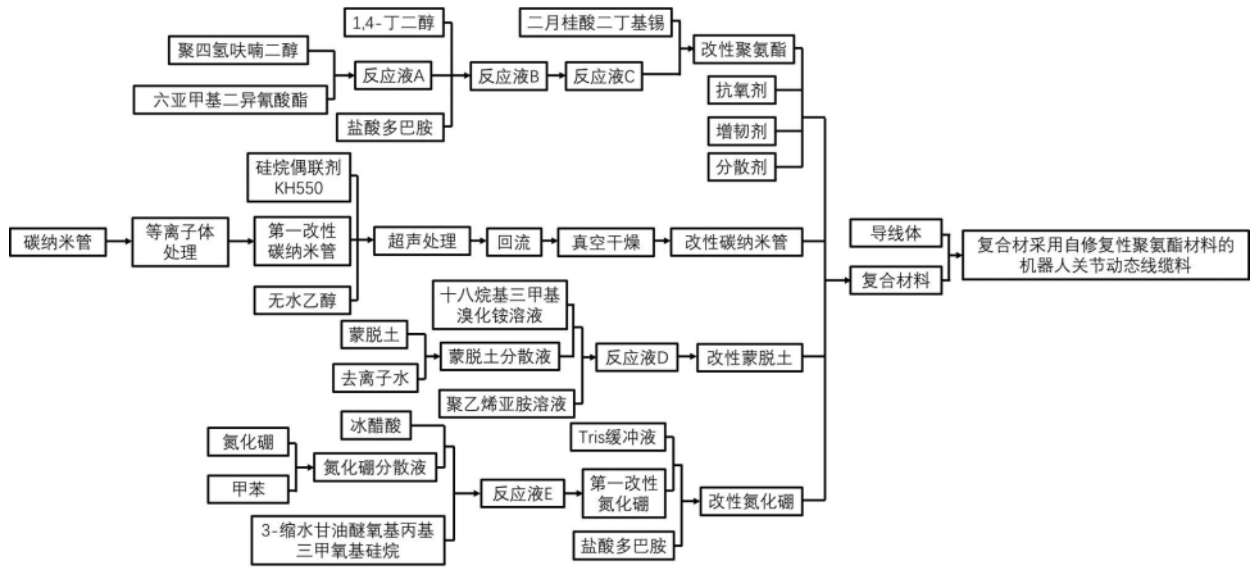 1,4-丁二醇
二月桂酸二丁基锡
聚四氢呋喃二醇
改性聚氨酯
反应液A
反应液B
反应液C
六亚甲基二异氰酸酯
抗氧剂
盐酸多巴胺
增韧剂
分散剂
硅烷偶联剂
KH550
碳纳米管
等离子体
处理
第一改性
碳纳米管
超声处理
回流
真空干燥
改性碳纳米管
无水乙醇
导线体
复合材料
复合材采用自修复性聚氨酯材料的
机器人关节动态线缆料
十八烷基三甲基
溴化铵溶液
蒙脱土
蒙脱土分散液
反应液D
改性蒙脱土
去离子水
聚乙烯亚胺溶液
冰醋酸
氮化硼
氮化硼分散液
甲苯
Tris缓冲液
反应液E
第一改性
氮化硼
改性氮化硼
3-缩水甘油醚氧基丙基
三甲氧基硅烷
盐酸多巴胺